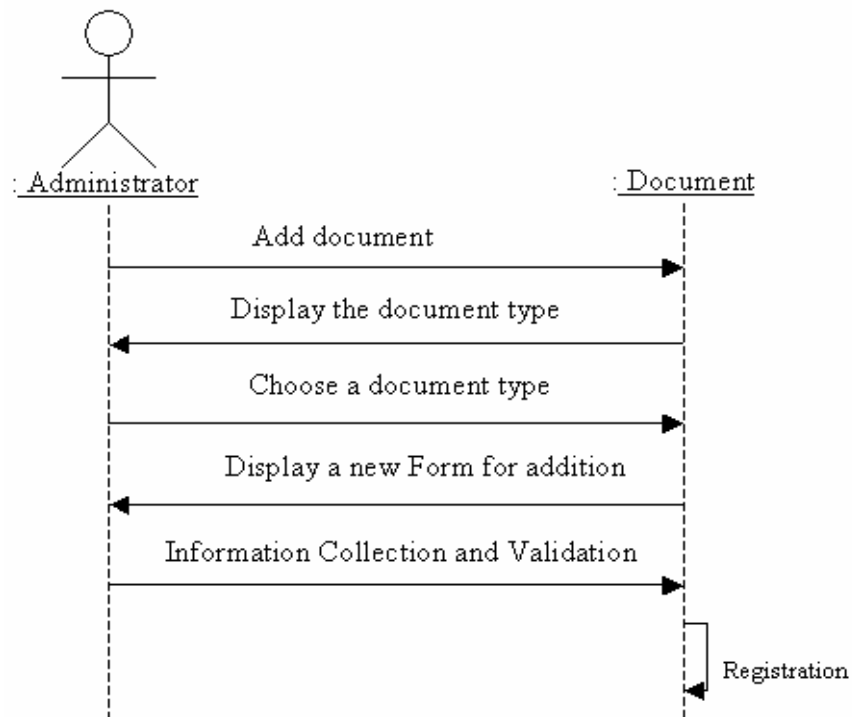 : Administrator
: Document
Add document
Display the document type
Choose a document type
Display a new Form for addition
Information Collection and Validation
Registration